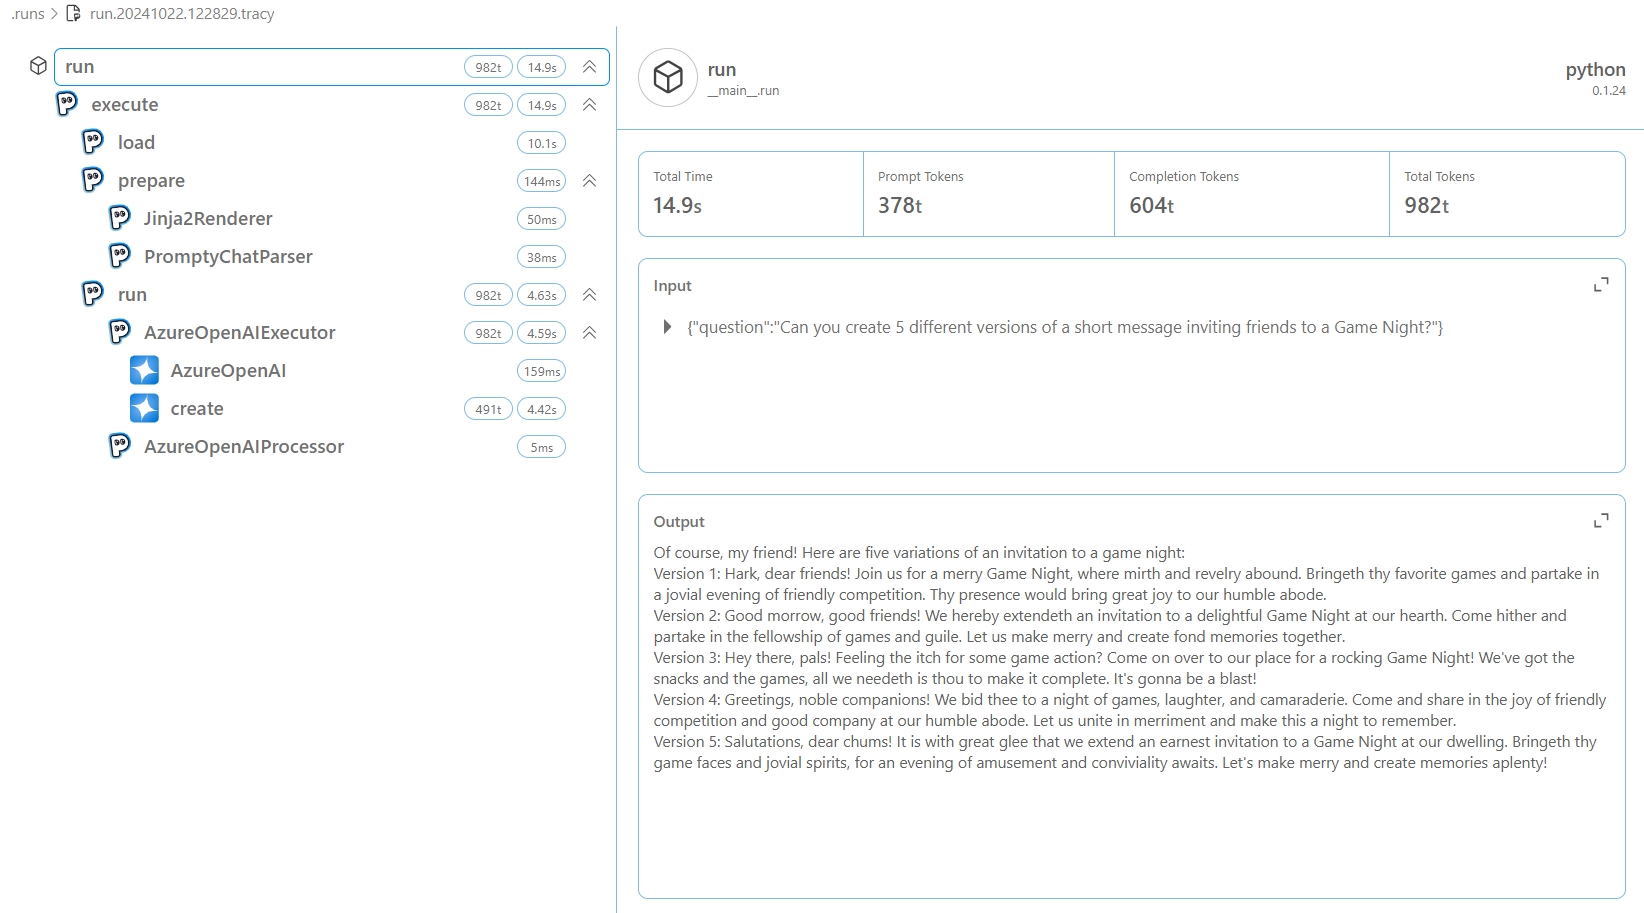 .runs > run.20241022.122829.tracy
run 982t 14.9s
execute 982t 14.9s
load 10.1s
prepare 144ms
Jinja2Renderer 50ms
PromptyChatParser 38ms
run 982t 4.63s
AzureOpenAIExecutor 982t 4.59s
AzureOpenAI 159ms
create 491t 4.42s
AzureOpenAIProcessor 5ms
run python
__main__.run 0.1.24
Total Time Prompt Tokens Completion Tokens Total Tokens
14.9s 378t 604t 982t
Input
{"question":"Can you create 5 different versions of a short message inviting friends to a Game Night?"}
Output
Of course, my friend! Here are five variations of an invitation to a game night:
Version 1: Hark, dear friends! Join us for a merry Game Night, where mirth and revelry abound. Bringeth thy favorite games and partake in
a jovial evening of friendly competition. Thy presence would bring great joy to our humble abode.
Version 2: Good morrow, good friends! We hereby extendeth an invitation to a delightful Game Night at our hearth. Come hither and
partake in the fellowship of games and guile. Let us make merry and create fond memories together.
Version 3: Hey there, pals! Feeling the itch for some game action? Come on over to our place for a rocking Game Night! We've got the
snacks and the games, all we needeth is thou to make it complete. It's gonna be a blast!
Version 4: Greetings, noble companions! We bid thee to a night of games, laughter, and camaraderie. Come and share in the joy of friendly
competition and good company at our humble abode. Let us unite in merriment and make this a night to remember.
Version 5: Salutations, dear chums! It is with great glee that we extend an earnest invitation to a Game Night at our dwelling. Bringeth thy
game faces and jovial spirits, for an evening of amusement and conviviality awaits. Let's make merry and create memories aplenty!